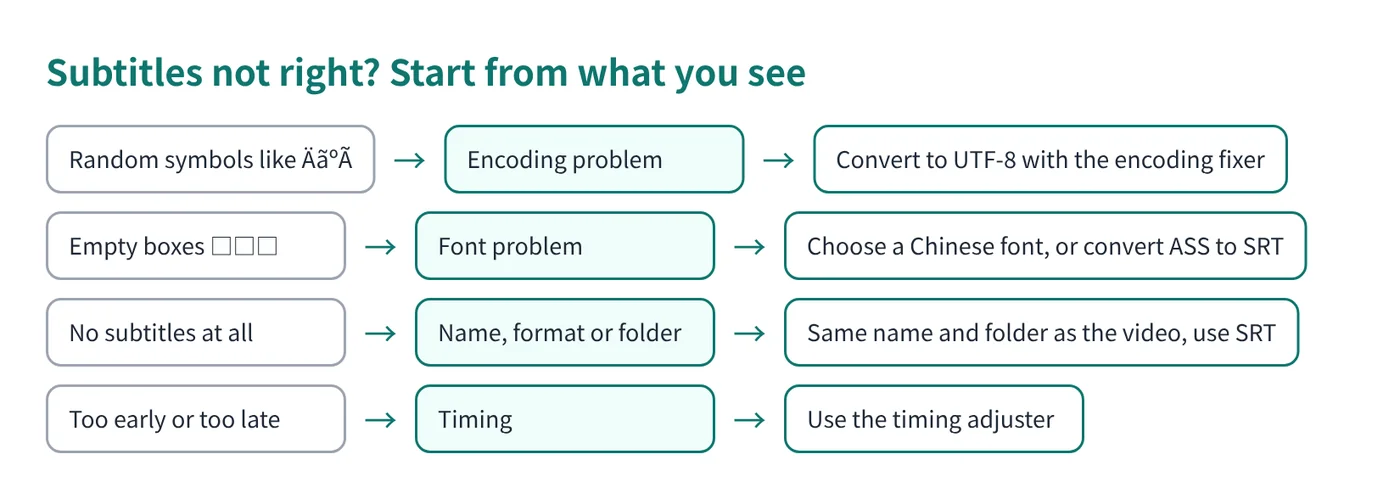 Subtitles not right? Start from what you see
Random symbols like ÄãºÃ → Encoding problem → Convert to UTF-8 with the encoding fixer
Empty boxes □□□ → Font problem → Choose a Chinese font, or convert ASS to SRT
No subtitles at all → Name, format or folder → Same name and folder as the video, use SRT
Too early or too late → Timing → Use the timing adjuster